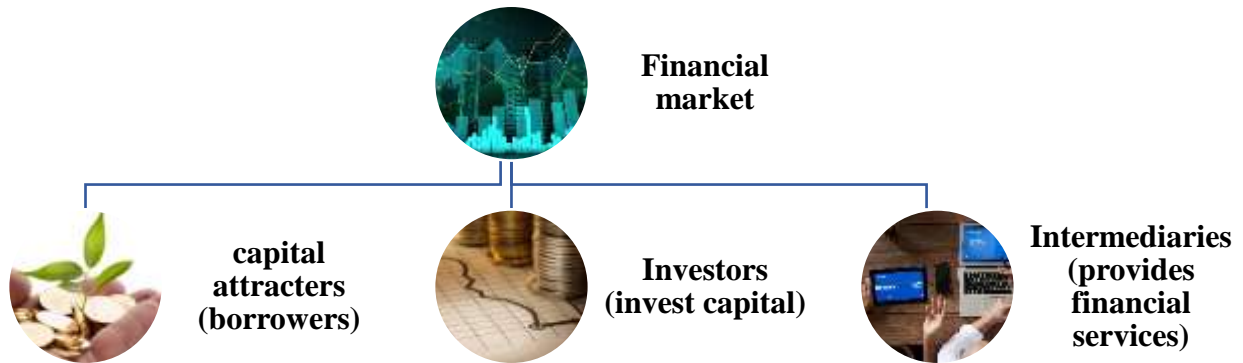 Financial
market
capital
attracters
(borrowers)
Investors
(invest capital)
Intermediaries
(provides
financial
services)